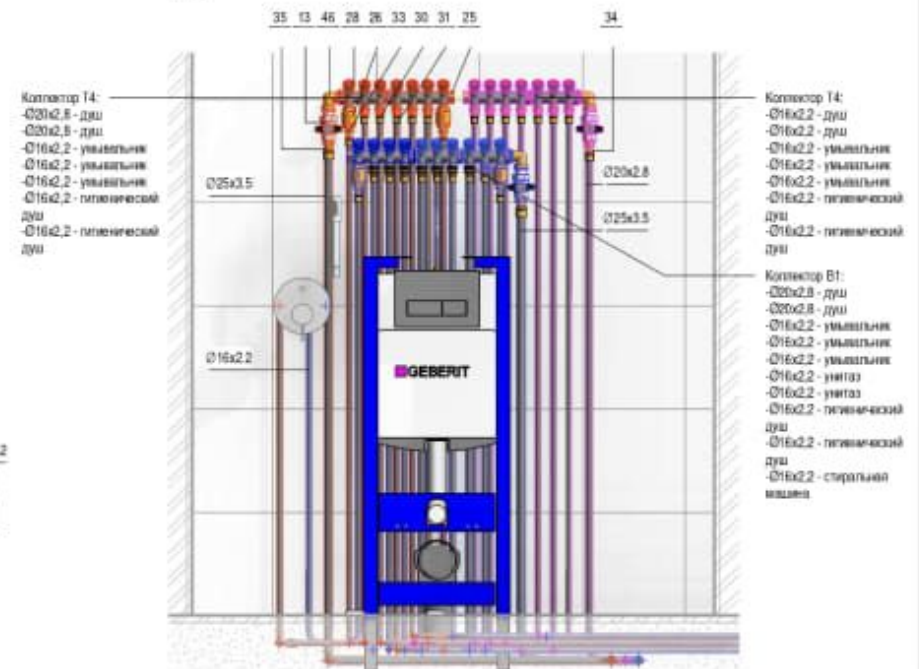 35 13 46 28 26 33 30 31 25 34
Коллектор Т4:
-Ø20x2,8 - душ
-Ø20x2,8 - душ
-Ø16x2,2 - умывальник
-Ø16x2,2 - умывальник
-Ø16x2,2 - умывальник
-Ø16x2,2 - гигиенический
душ
-Ø16x2,2 - гигиенический
душ
Ø25x3.5
Ø16x2.2
GEBERIT
Ø20x2.8
Ø25x3.5
Коллектор Т4:
-Ø16x2,2 - душ
-Ø16x2,2 - душ
-Ø16x2,2 - умывальник
-Ø16x2,2 - умывальник
-Ø16x2,2 - умывальник
-Ø16x2,2 - гигиенический
душ
-Ø16x2,2 - гигиенический
душ
Коллектор В1:
-Ø20x2,8 - душ
-Ø20x2,8 - душ
-Ø16x2,2 - умывальник
-Ø16x2,2 - умывальник
-Ø16x2,2 - умывальник
-Ø16x2,2 - унитаз
-Ø16x2,2 - унитаз
-Ø16x2,2 - гигиенический
душ
-Ø16x2,2 - гигиенический
душ
-Ø16x2,2 - стиральная
машина
2